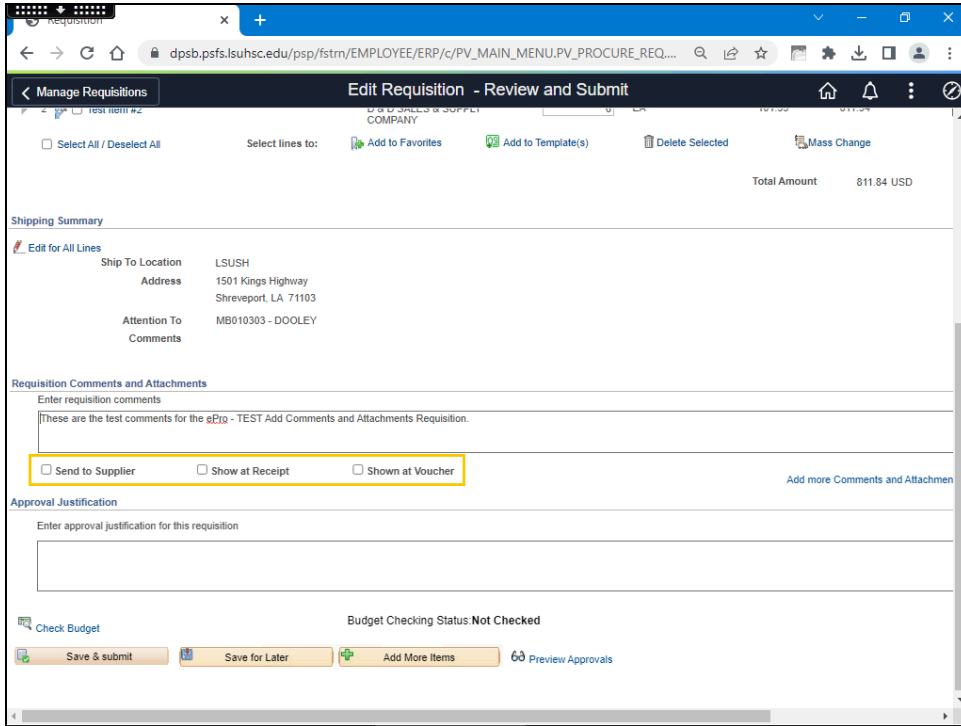 Requisition
dpsb.psfs.lsuhsc.edu/psp/fstrn/EMPLOYEE/ERP/c/PV_MAIN_MENU.PV_PROCURE_REQ....
Manage Requisitions
Edit Requisition - Review and Submit
2 Test Item #2 D & D SALES & SUPPLY COMPANY 6 EA
Select All / Deselect All Select lines to: Add to Favorites Add to Template(s) Delete Selected Mass Change
Total Amount 811.84 USD
Shipping Summary
Edit for All Lines
Ship To Location LSUSH
Address 1501 Kings Highway
Shreveport, LA 71103
Attention To MB010303 - DOOLEY
Comments
Requisition Comments and Attachments
Enter requisition comments
These are the test comments for the ePro - TEST Add Comments and Attachments Requisition.
Send to Supplier Show at Receipt Shown at Voucher
Add more Comments and Attachmen
Approval Justification
Enter approval justification for this requisition
Check Budget Budget Checking Status:Not Checked
Save & submit Save for Later Add More Items Preview Approvals